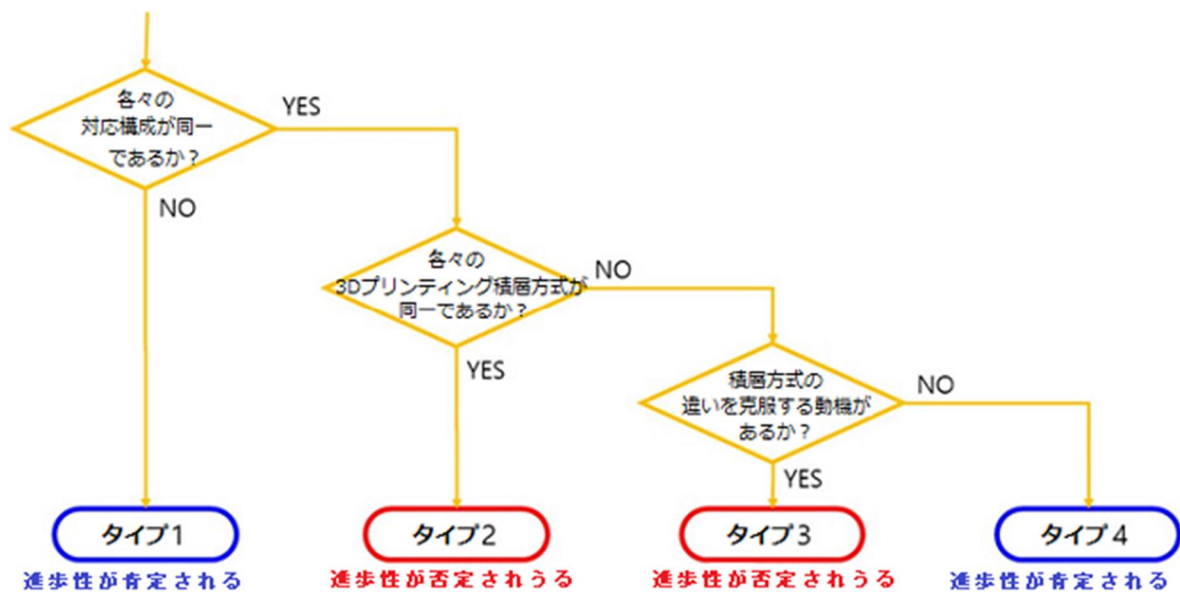 各々の
対応構成が同一
であるか？
YES
NO
各々の
3Dプリンティング積層方式が
同一であるか？
NO
YES
積層方式の
違いを克服する動機が
あるか？
NO
YES
タイプ1
進歩性が肯定される
タイプ2
進歩性が否定されうる
タイプ3
進歩性が否定されうる
タイプ4
進歩性が肯定される